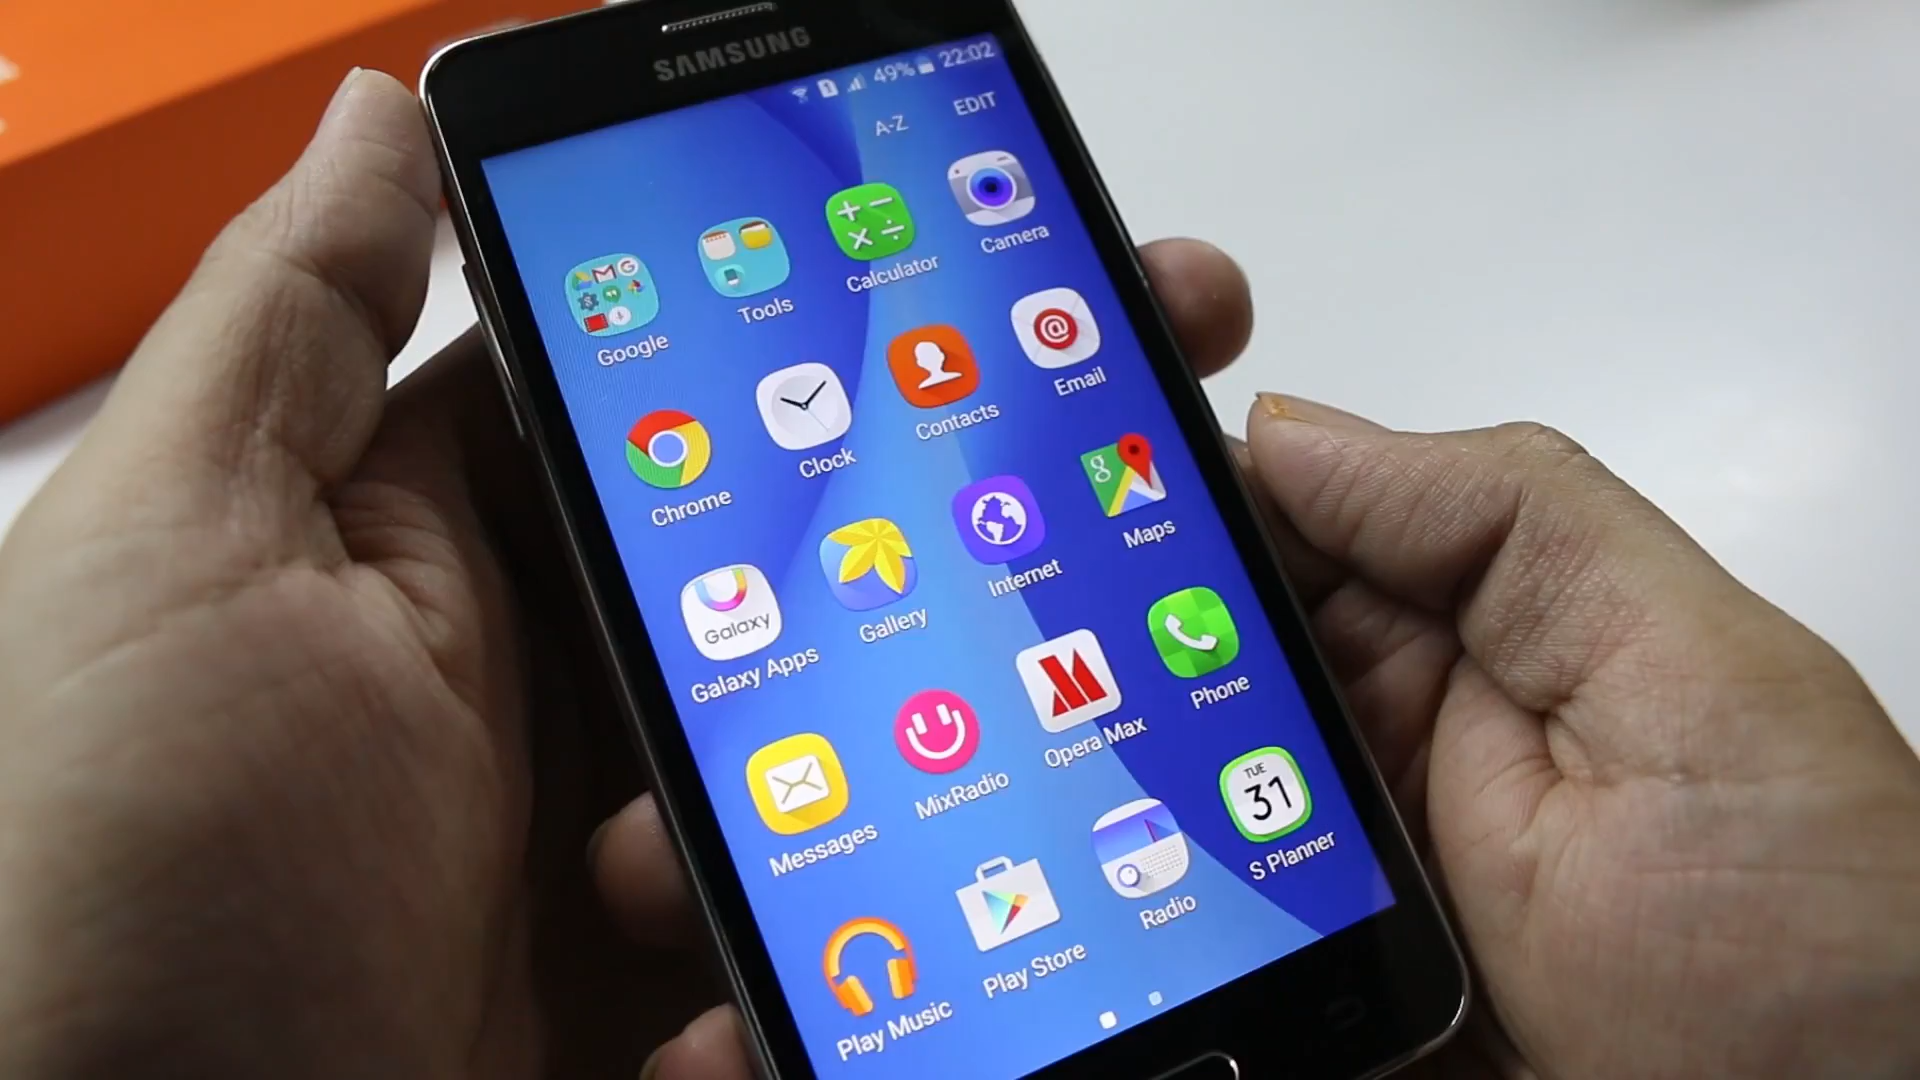 SAMSUNG
49% 22:02
A-Z EDIT
Google Tools Calculator Camera
Chrome Clock Contacts Email
Galaxy
Galaxy Apps Gallery Internet Maps
Messages MixRadio Opera Max Phone
TUE
31
Play Music Play Store Radio S Planner